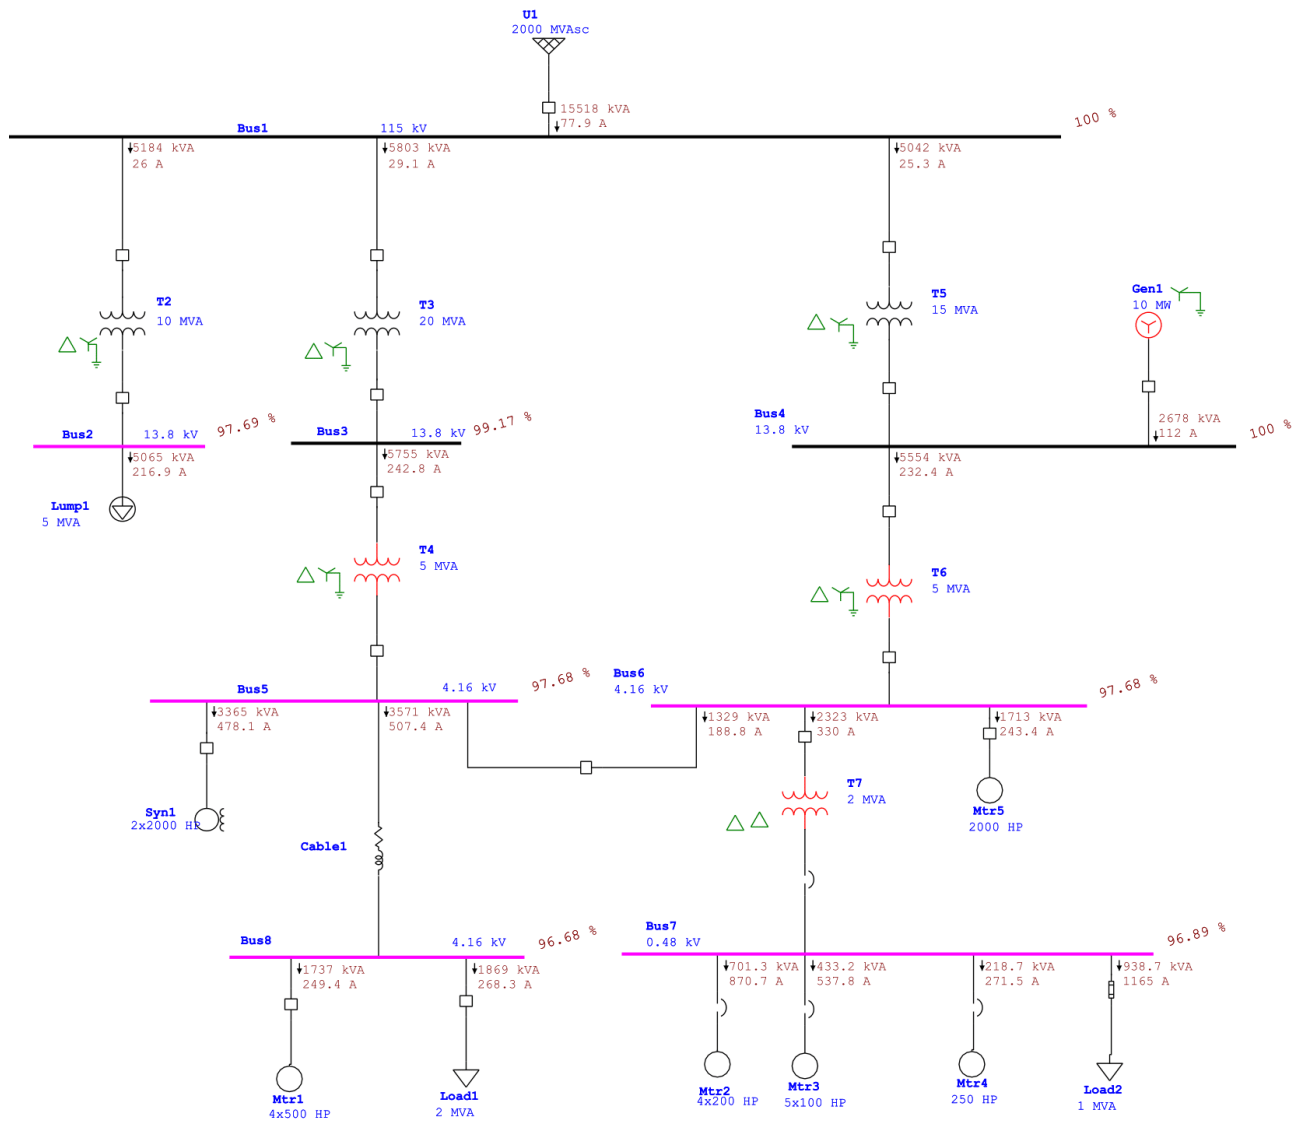 U1
2000 MVAsc
15518 kVA
77.9 A
100 %
Bus1
115 kV
5184 kVA
26 A
5803 kVA
29.1 A
5042 kVA
25.3 A
T2
10 MVA
T3
20 MVA
T5
15 MVA
Gen1
10 MW
Bus2
13.8 kV
97.69 %
Bus3
13.8 kV
99.17 %
Bus4
13.8 kV
2678 kVA
112 A
100 %
5065 kVA
216.9 A
5755 kVA
242.8 A
5554 kVA
232.4 A
Lump1
5 MVA
T4
5 MVA
T6
5 MVA
Bus5
4.16 kV
97.68 %
Bus6
4.16 kV
97.68 %
3365 kVA
478.1 A
3571 kVA
507.4 A
1329 kVA
188.8 A
2323 kVA
330 A
1713 kVA
243.4 A
Syn1
2x2000 HP
T7
2 MVA
Mtr5
2000 HP
Cable1
Bus8
4.16 kV
96.68 %
Bus7
0.48 kV
96.89 %
1737 kVA
249.4 A
1869 kVA
268.3 A
701.3 kVA
870.7 A
433.2 kVA
537.8 A
218.7 kVA
271.5 A
938.7 kVA
1165 A
Mtr1
4x500 HP
Load1
2 MVA
Mtr2
4x200 HP
Mtr3
5x100 HP
Mtr4
250 HP
Load2
1 MVA